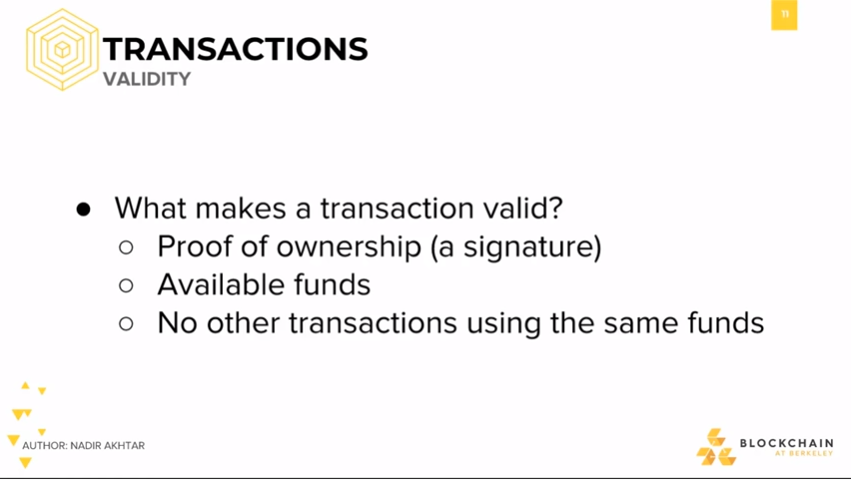 11
TRANSACTIONS
VALIDITY
● What makes a transaction valid?
○ Proof of ownership (a signature)
○ Available funds
○ No other transactions using the same funds
AUTHOR: NADIR AKHTAR
BLOCKCHAIN
AT BERKELEY